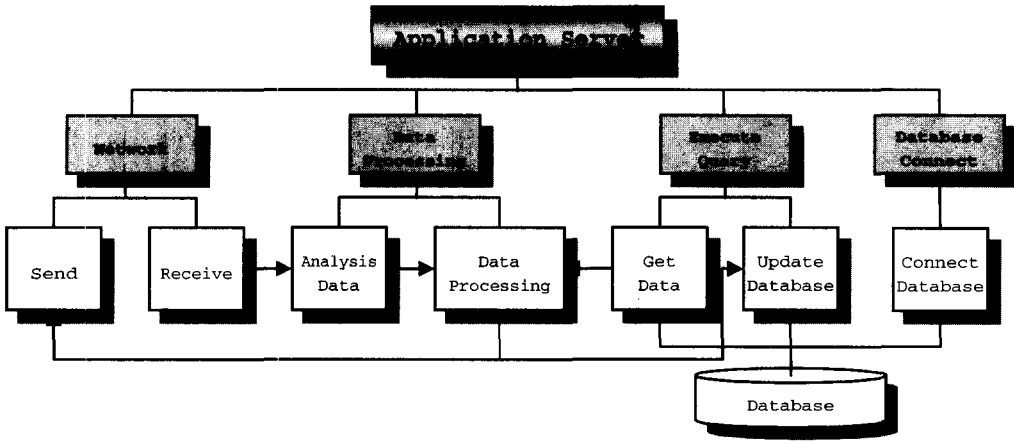 Application Server
Network
Data
Processing
Execute
Query
Database
Connect
Send
Receive
Analysis
Data
Data
Processing
Get
Data
Update
Database
Connect
Database
Database